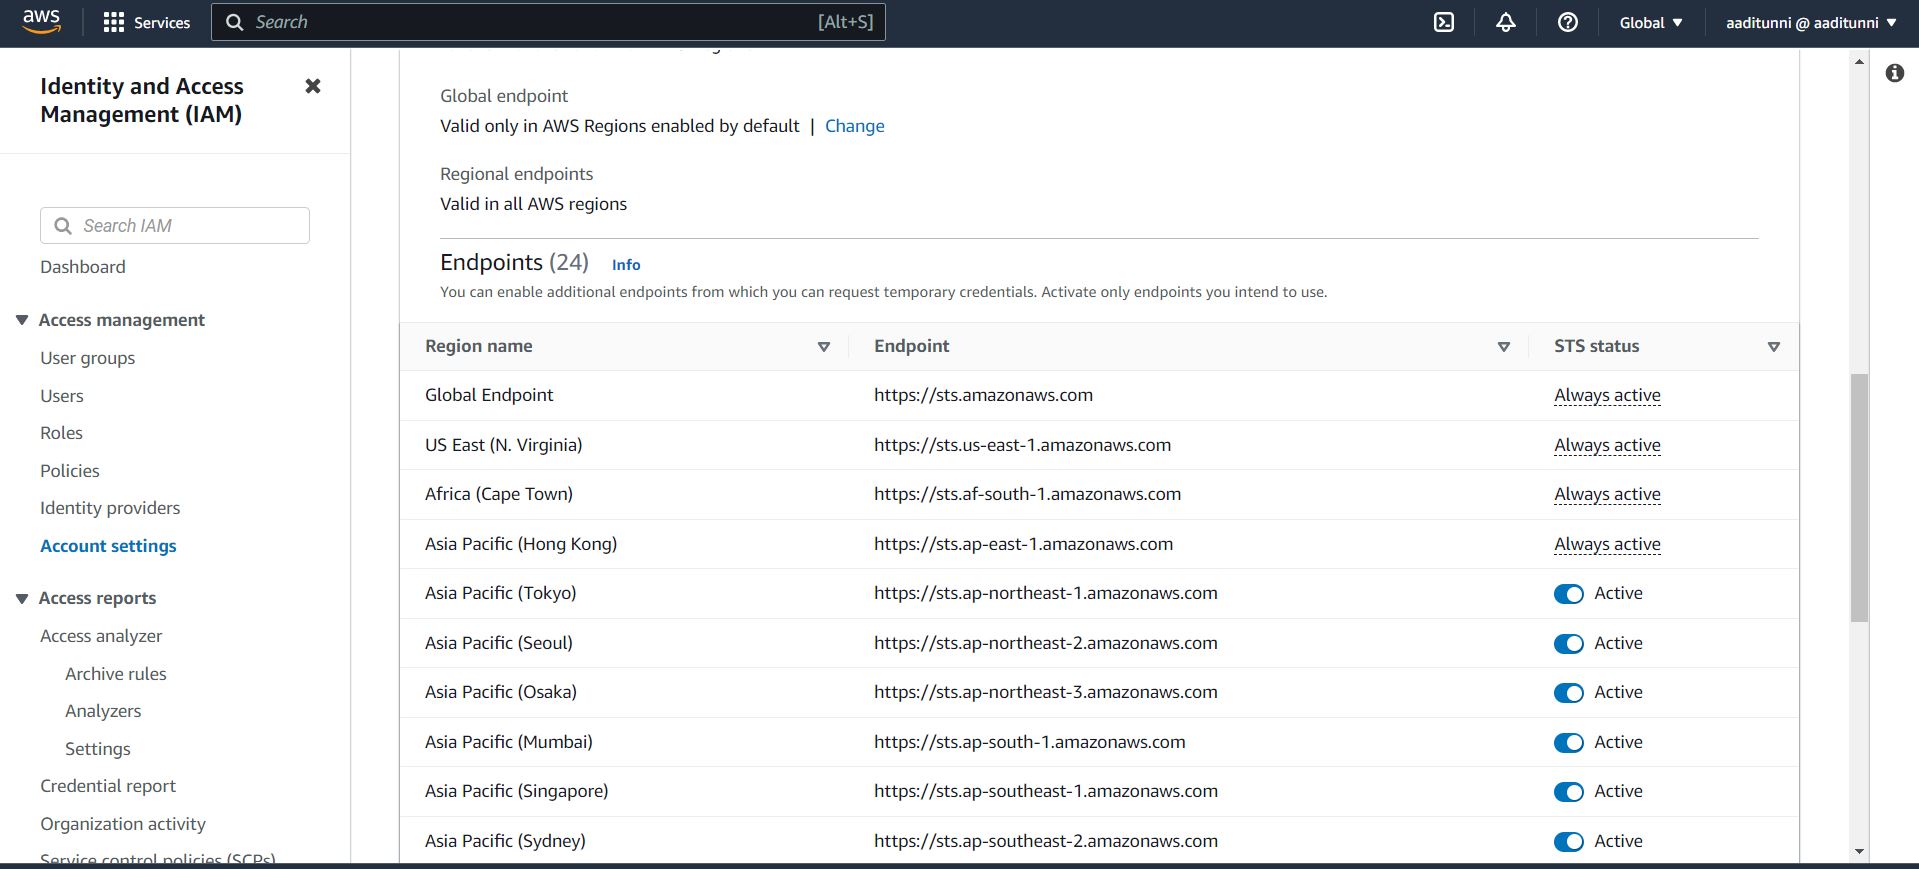 aws
Services
Search
[Alt+S]
Global
aaditunni @ aaditunni
Identity and Access
Management (IAM)
Search IAM
Dashboard
Access management
User groups
Users
Roles
Policies
Identity providers
Account settings
Access reports
Access analyzer
Archive rules
Analyzers
Settings
Credential report
Organization activity
Service control policies (SCPs)
Global endpoint
Valid only in AWS Regions enabled by default | Change
Regional endpoints
Valid in all AWS regions
Endpoints (24) Info
You can enable additional endpoints from which you can request temporary credentials. Activate only endpoints you intend to use.
Region name Endpoint STS status
Global Endpoint https://sts.amazonaws.com Always active
US East (N. Virginia) https://sts.us-east-1.amazonaws.com Always active
Africa (Cape Town) https://sts.af-south-1.amazonaws.com Always active
Asia Pacific (Hong Kong) https://sts.ap-east-1.amazonaws.com Always active
Asia Pacific (Tokyo) https://sts.ap-northeast-1.amazonaws.com Active
Asia Pacific (Seoul) https://sts.ap-northeast-2.amazonaws.com Active
Asia Pacific (Osaka) https://sts.ap-northeast-3.amazonaws.com Active
Asia Pacific (Mumbai) https://sts.ap-south-1.amazonaws.com Active
Asia Pacific (Singapore) https://sts.ap-southeast-1.amazonaws.com Active
Asia Pacific (Sydney) https://sts.ap-southeast-2.amazonaws.com Active